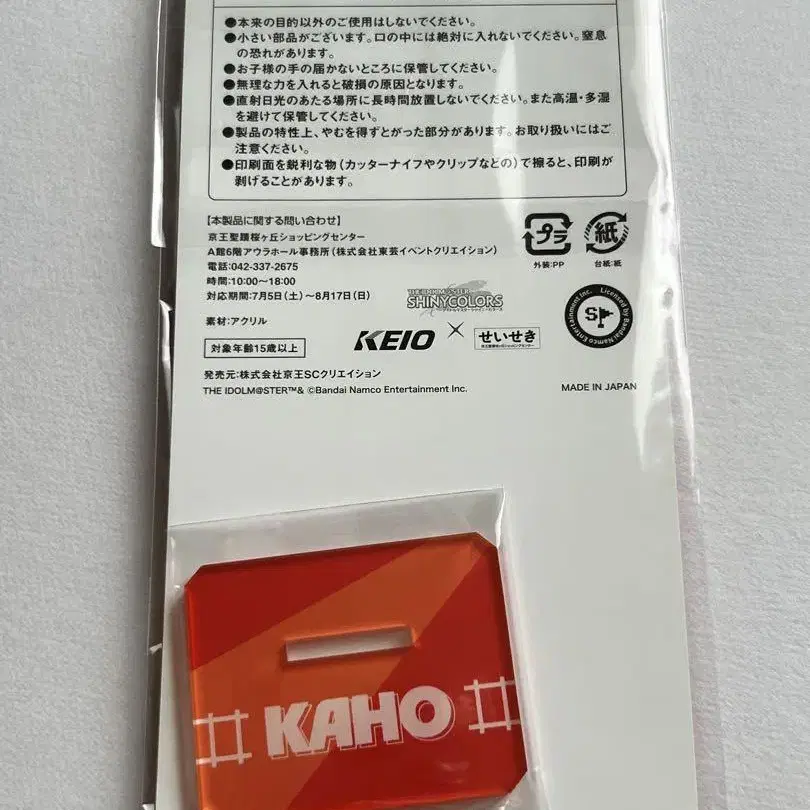 ●本来の目的以外のご使用はしないでください。
●小さい部品がございます。口の中には絶対に入れないでください。窒息
の恐れがあります。
●お子様の手の届かないところに保管してください。
●無理な力を入れると破損の原因となります。
●直射日光のあたる場所に長時間放置しないでください。また高温・多湿
を避けて保管してください。
●製品の特性上、やむを得ずとがった部分があります。お取り扱いにはご
注意ください。
●印刷面を鋭利な物(カッターナイフやクリップなどの)で擦ると、印刷が
剥げることがあります。
【本製品に関する問い合わせ】
京王聖蹟桜ヶ丘ショッピングセンター
A館6階アウラホール事務所(株式会社東芸イベントクリエイション)
電話:042-337-2675
時間:10:00〜18:00
対応期間:7月5日(土)〜8月17日(日)
素材:アクリル
対象年齢15歳以上
プラ
外装:PP
紙
台紙:紙
THE IDOLM@STER
SHINYCOLORS
KEIO × せいせき
Licensed by Bandai Namco Entertainment Inc.
発売元:株式会社京王SCクリエイション
THE IDOLM@STER™& ©Bandai Namco Entertainment Inc.
MADE IN JAPAN
KAHO